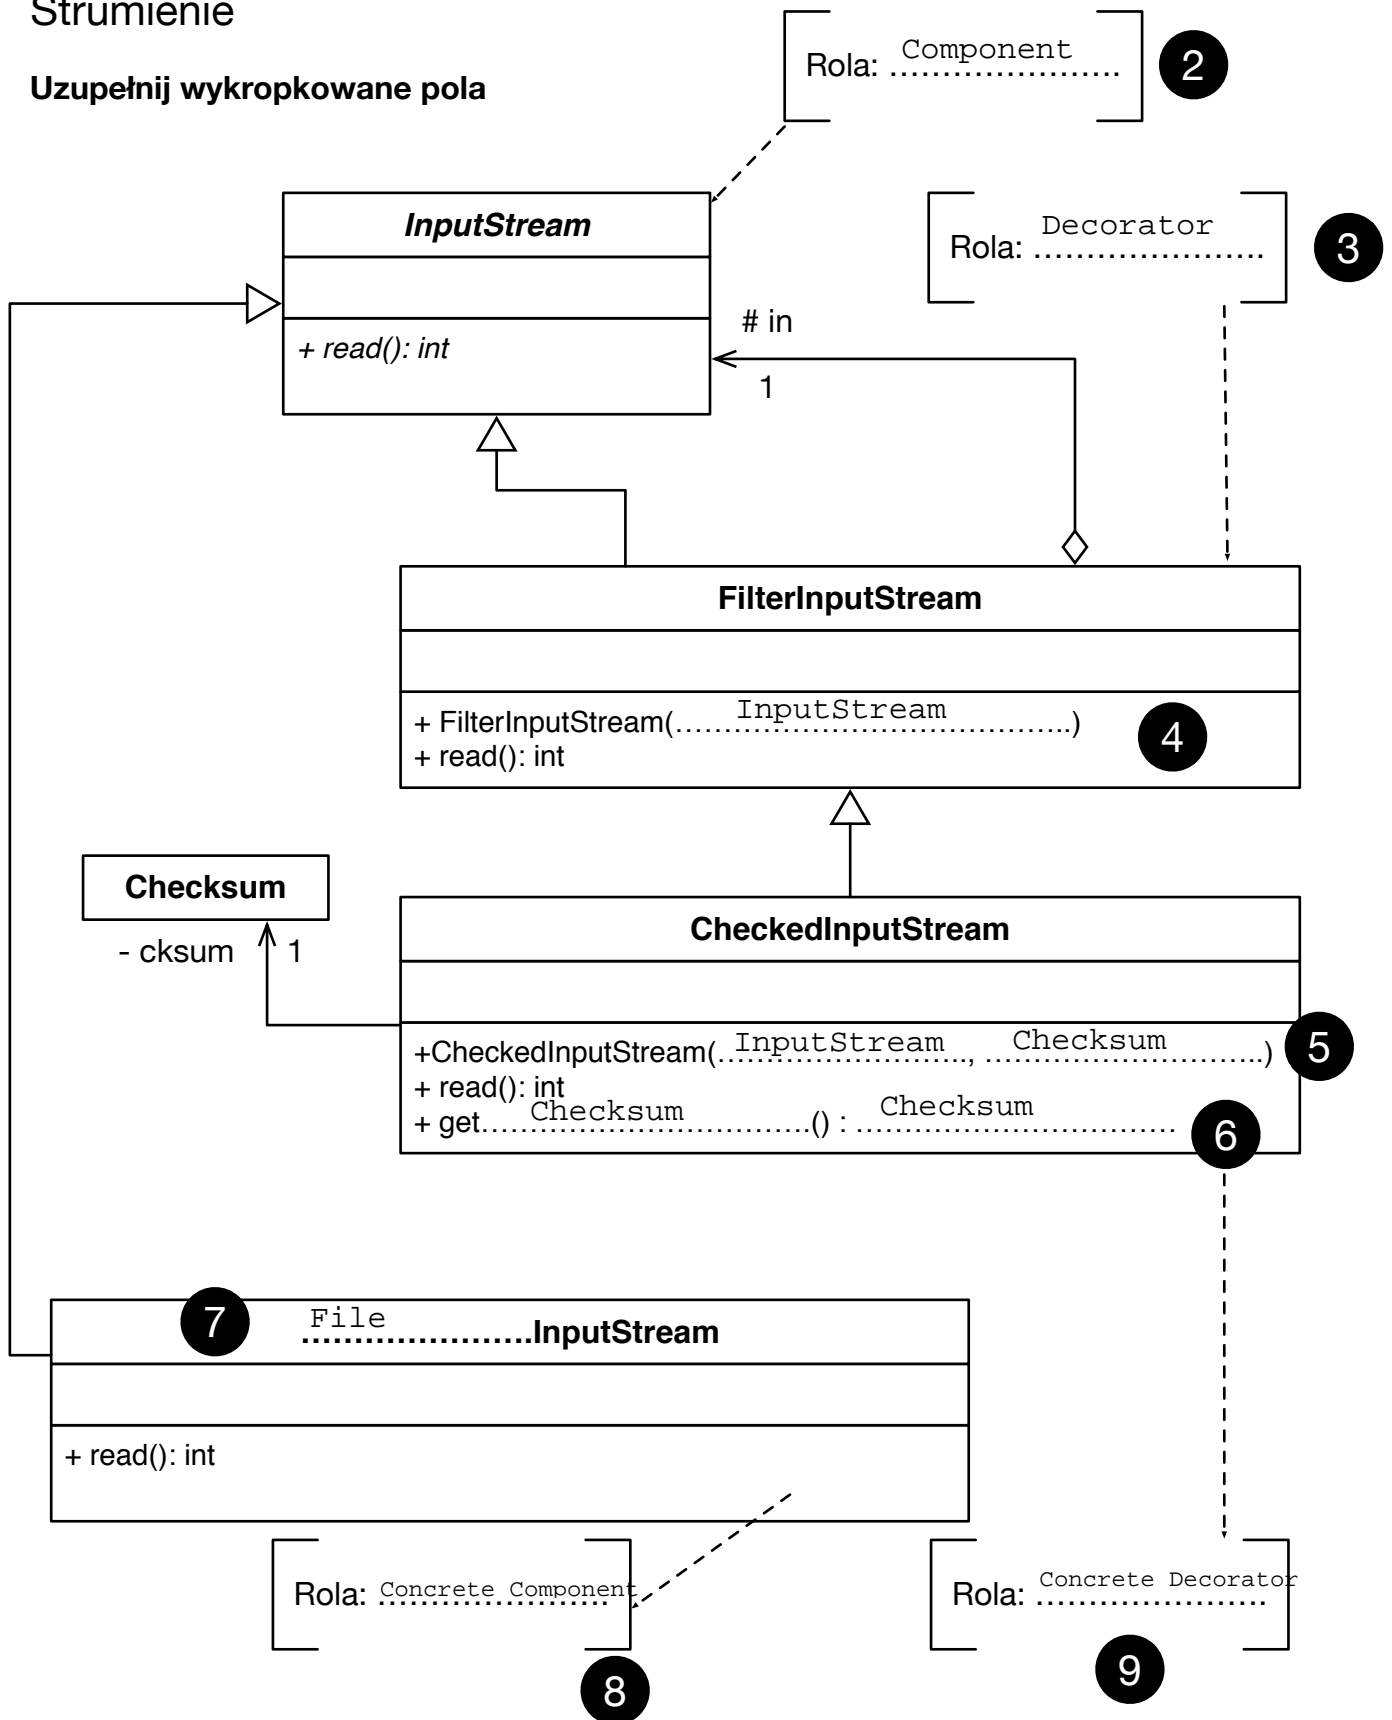 Strumienie
Uzupełnij wykropkowane pola
Rola: Component
2
Rola: Decorator
3
InputStream
+ read(): int
# in
1
FilterInputStream
+ FilterInputStream(InputStream)
+ read(): int
4
Checksum
- cksum 1
CheckedInputStream
+CheckedInputStream(InputStream, Checksum)
5
+ read(): int
+ getChecksum() : Checksum
6
7
FileInputStream
+ read(): int
Rola: Concrete Component
8
Rola: Concrete Decorator
9